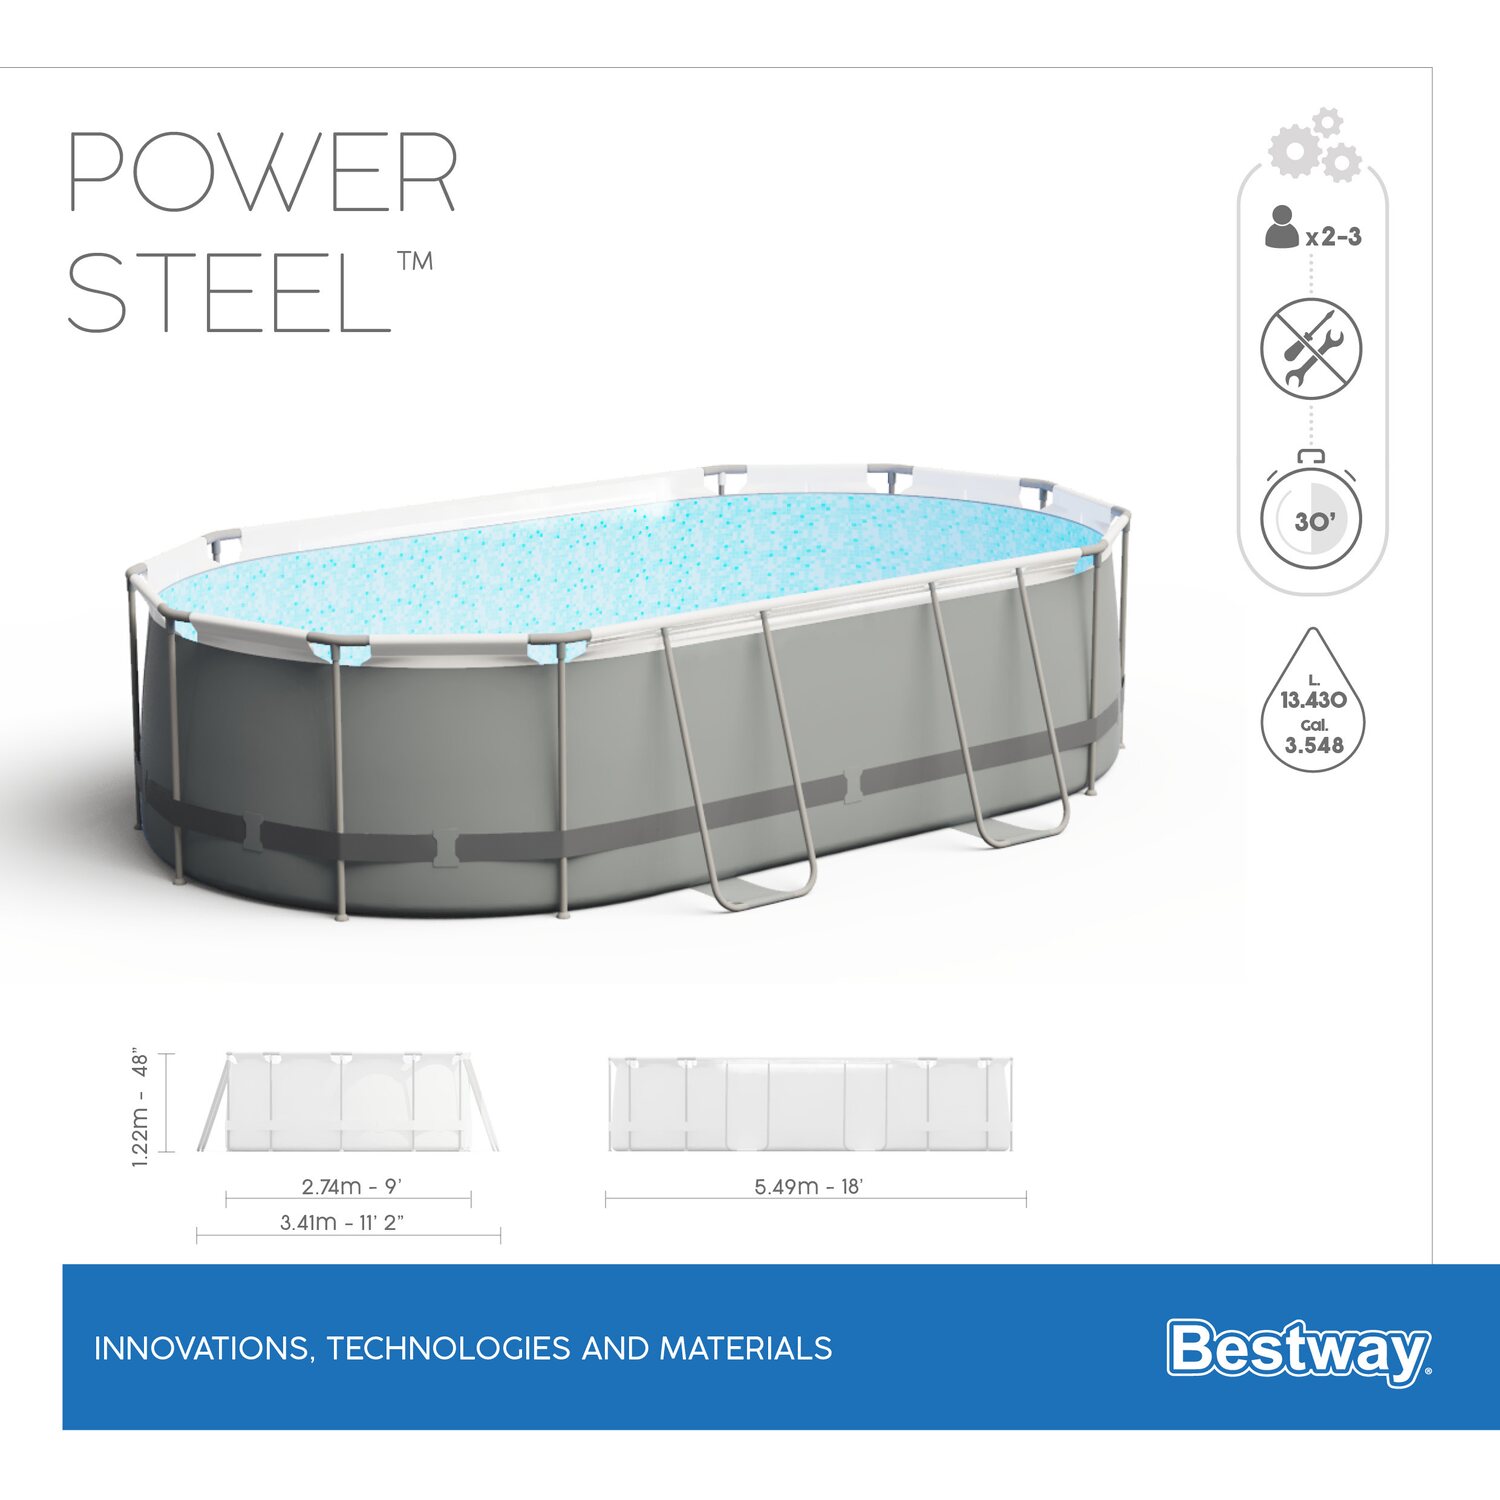 POWER
STEEL™
x2-3
30’
L.
13.430
Gal.
3.548
1.22m - 48”
2.74m - 9’
3.41m - 11’ 2”
5.49m - 18’
INNOVATIONS, TECHNOLOGIES AND MATERIALS
Bestway®